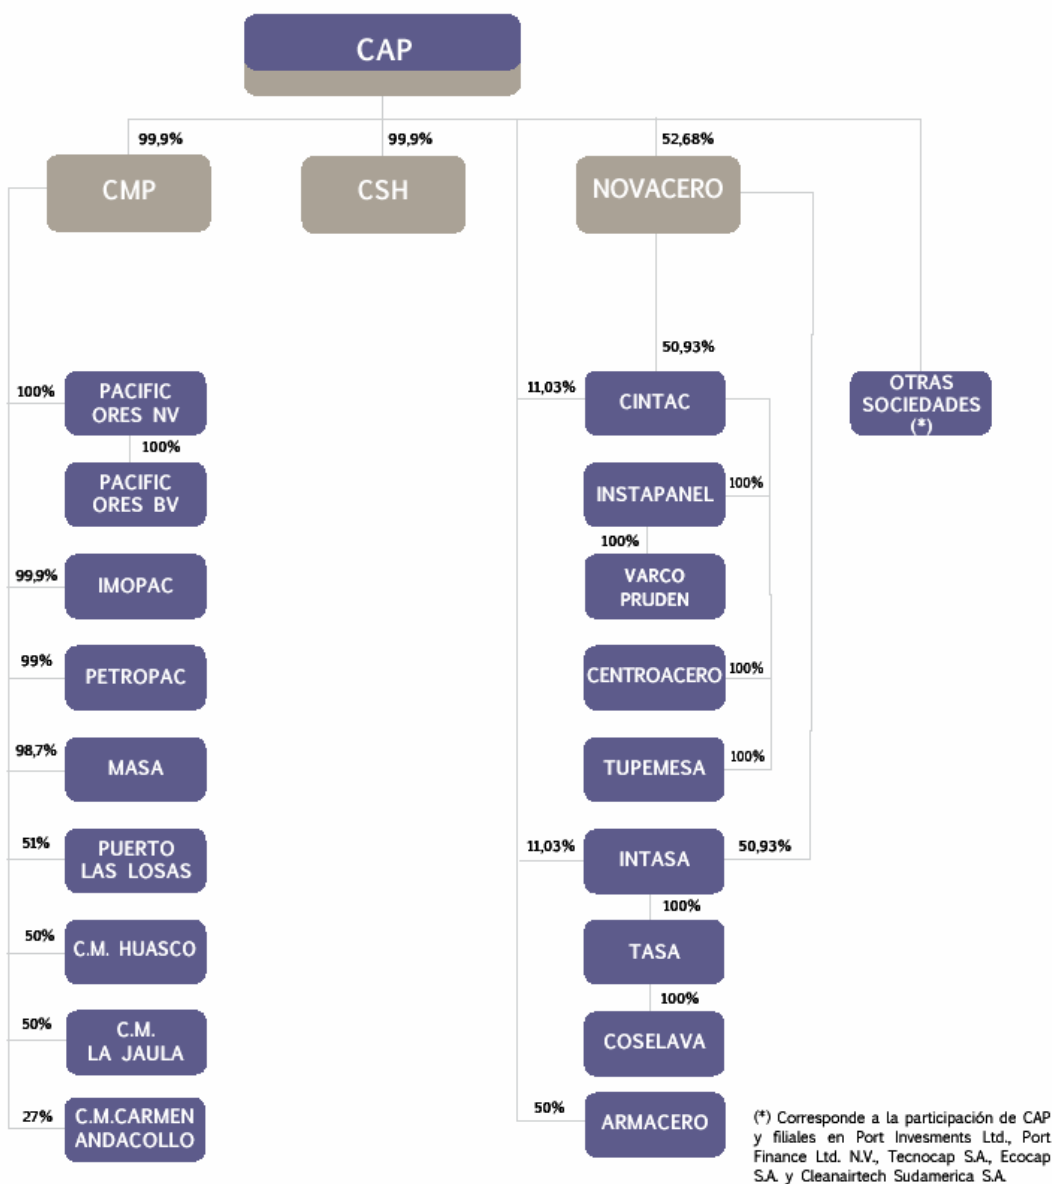 CAP
99,9%
99,9%
52,68%
CMP
CSH
NOVACERO
50,93%
100%
PACIFIC
ORES NV
11,03%
CINTAC
OTRAS
SOCIEDADES
(*)
100%
PACIFIC
ORES BV
INSTAPANEL
100%
100%
99,9%
IMOPAC
VARCO
PRUDEN
99%
PETROPAC
CENTROACERO
100%
98,7%
MASA
TUPEMESA
100%
51%
PUERTO
LAS LOSAS
11,03%
INTASA
50,93%
100%
50%
C.M. HUASCO
TASA
100%
50%
C.M.
LA JAULA
COSELAVA
27%
C.M.CARMEN
ANDACOLLO
50%
ARMACERO
(*) Corresponde a la participación de CAP
y filiales en Port Invesments Ltd., Port
Finance Ltd. N.V., Tecnocap S.A., Ecocap
S.A. y Cleanairtech Sudamerica S.A.